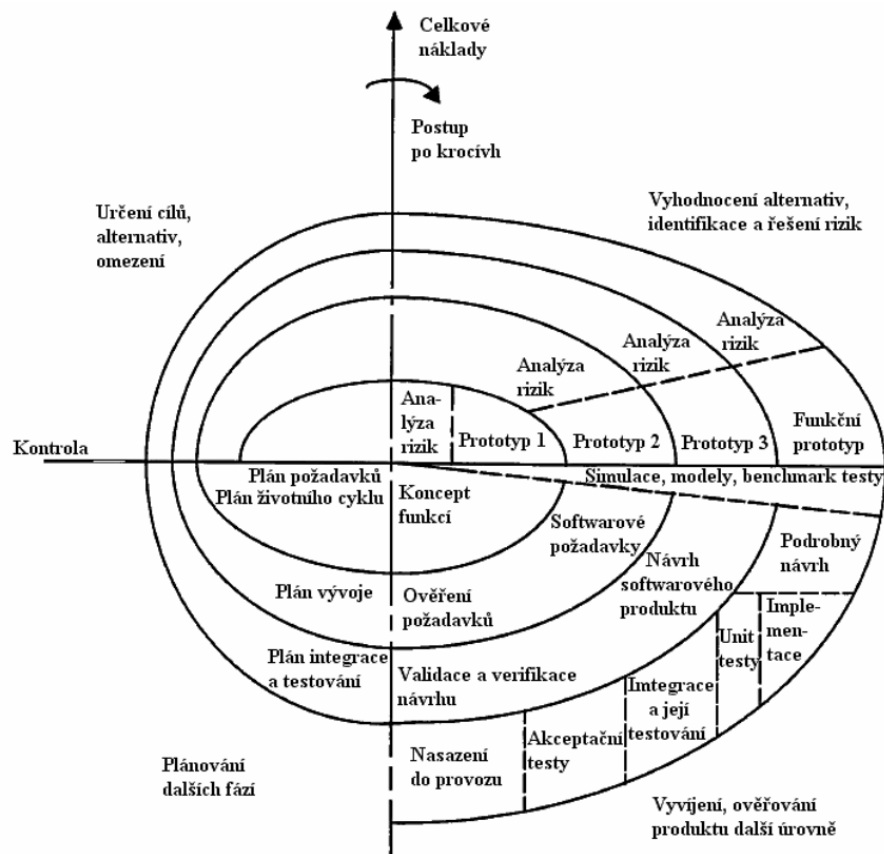 Celkové
náklady
Postup
po krocívh
Určení cílů,
alternativ,
omezení
Vyhodnocení alternativ,
identifikace a řešení rizik
Analýza
rizik
Analýza
rizik
Analýza
rizik
Ana-
lýza
rizik
Prototyp 1
Prototyp 2
Prototyp 3
Funkční
prototyp
Kontrola
Plán požadavků
Plán životního cyklu
Koncept
funkcí
Simulace, modely, benchmark testy
Softwarové
požadavky
Podrobný
návrh
Návrh
softwarového
produktu
Plán vývoje
Ověření
požadavků
Imple-
men-
tace
Unit
testy
Plán integrace
a testování
Validace a verifikace
návrhu
Imtegrace
a její
testování
Akceptační
testy
Nasazení
do provozu
Plánování
dalších fází
Vyvíjení, ověřování
produktu další úrovně